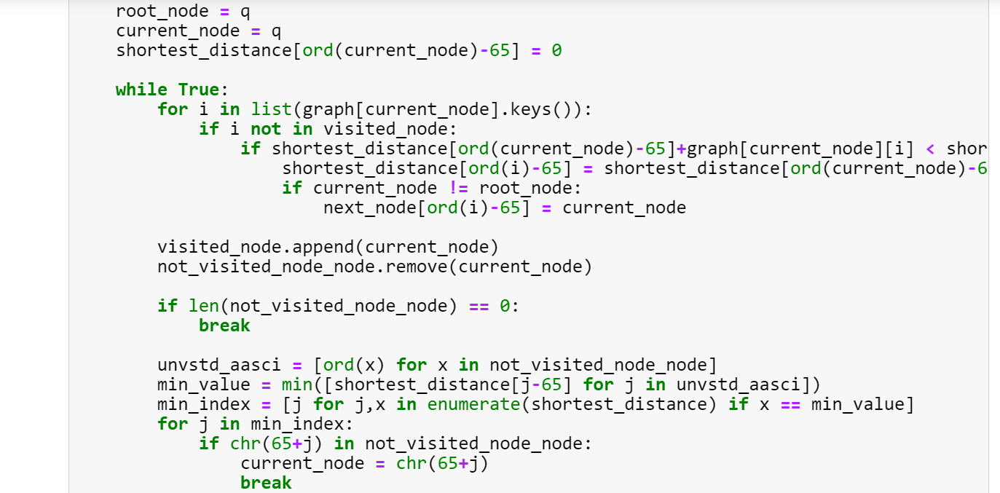 root_node = q
current_node = q
shortest_distance[ord(current_node)-65] = 0
while True:
for i in list(graph[current_node].keys()):
if i not in visited_node:
if shortest_distance[ord(current_node)-65]+graph[current_node][i] < shor
shortest_distance[ord(i)-65] = shortest_distance[ord(current_node)-6
if current_node != root_node:
next_node[ord(i)-65] = current_node
visited_node.append(current_node)
not_visited_node_node.remove(current_node)
if len(not_visited_node_node) == 0:
break
unvstd_aasci = [ord(x) for x in not_visited_node_node]
min_value = min([shortest_distance[j-65] for j in unvstd_aasci])
min_index = [j for j,x in enumerate(shortest_distance) if x == min_value]
for j in min_index:
if chr(65+j) in not_visited_node_node:
current_node = chr(65+j)
break